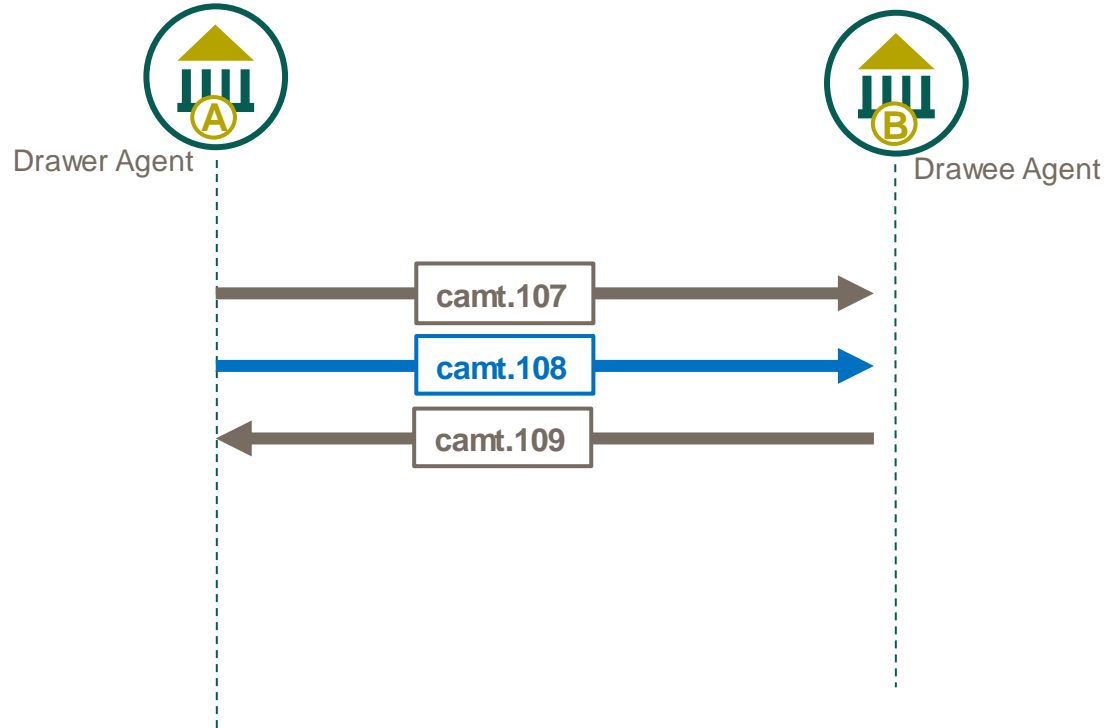 A
B
Drawer Agent
Drawee Agent
camt.107
camt.108
camt.109